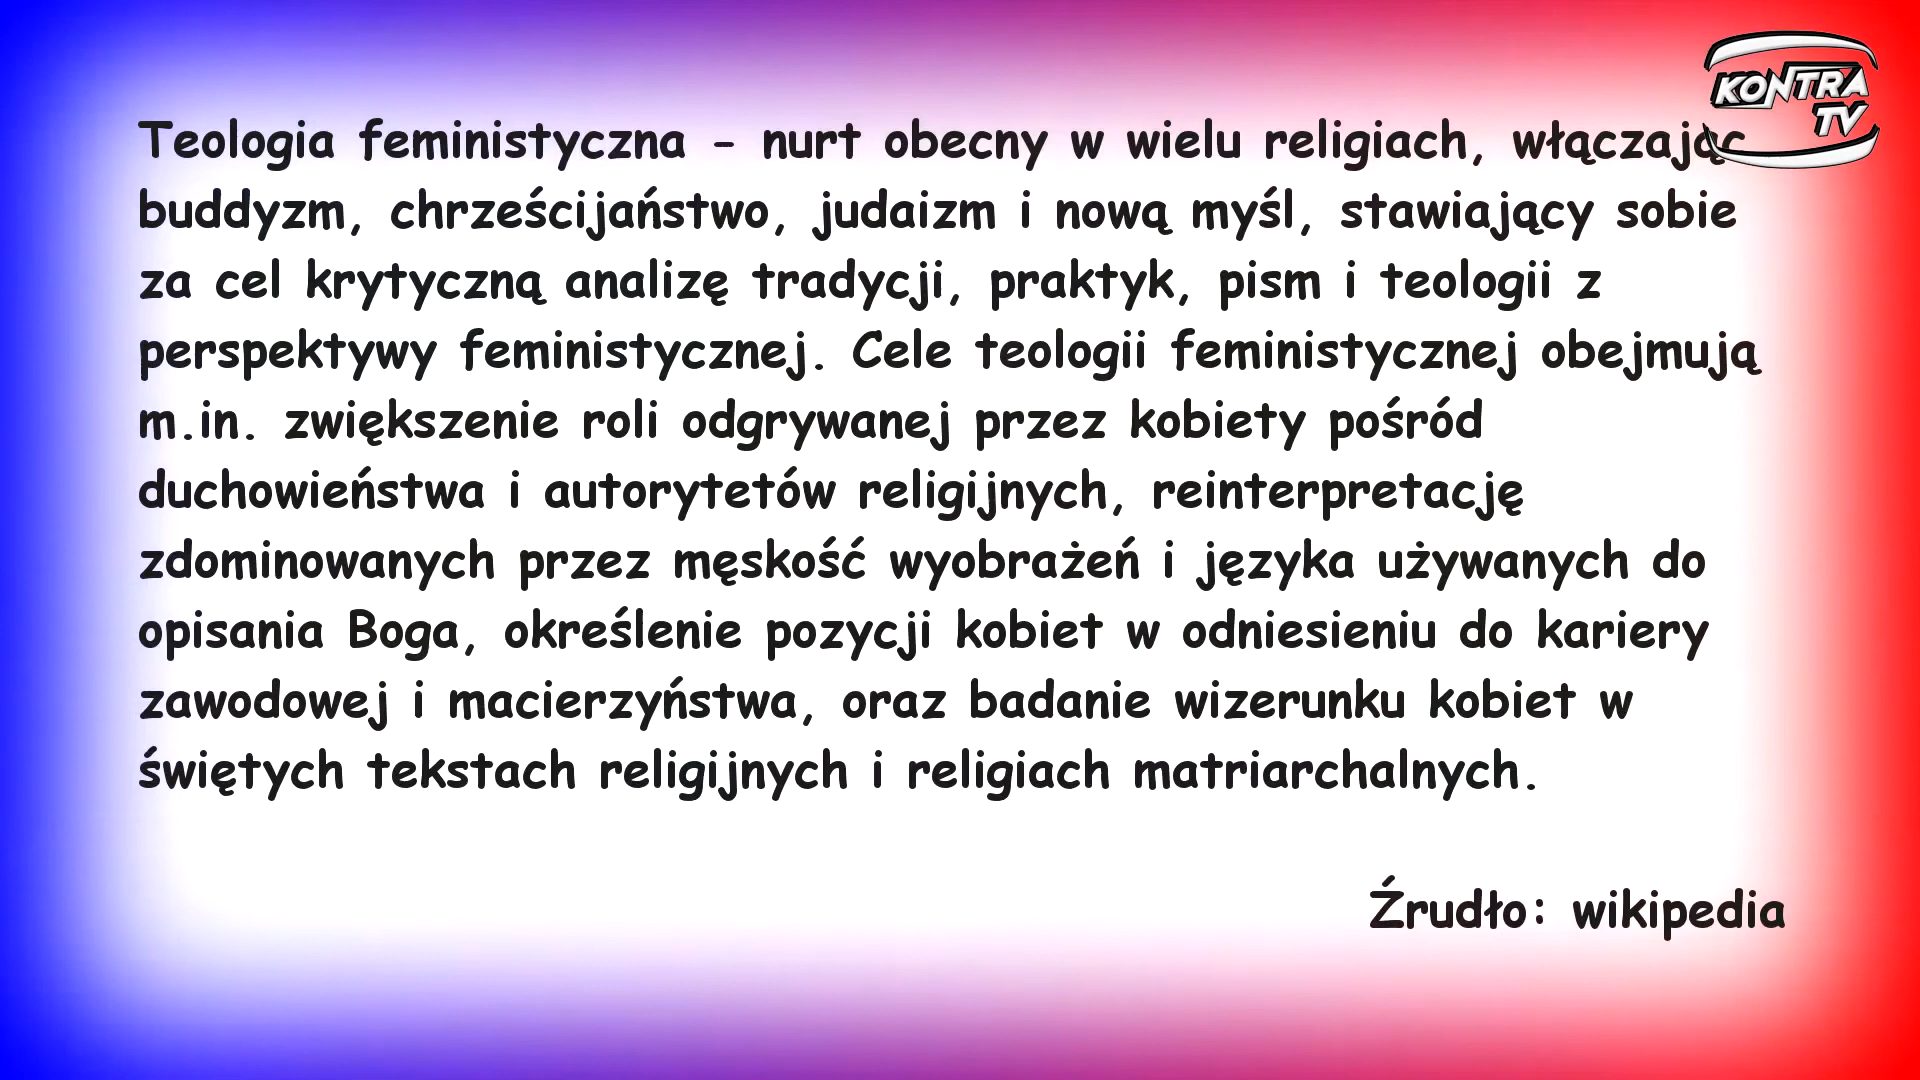 KONTRA
TV
Teologia feministyczna - nurt obecny w wielu religiach, włączając
buddyzm, chrześcijaństwo, judaizm i nową myśl, stawiający sobie
za cel krytyczną analizę tradycji, praktyk, pism i teologii z
perspektywy feministycznej. Cele teologii feministycznej obejmują
m.in. zwiększenie roli odgrywanej przez kobiety pośród
duchowieństwa i autorytetów religijnych, reinterpretację
zdominowanych przez męskość wyobrażeń i języka używanych do
opisania Boga, określenie pozycji kobiet w odniesieniu do kariery
zawodowej i macierzyństwa, oraz badanie wizerunku kobiet w
świętych tekstach religijnych i religiach matriarchalnych.
Źrudło: wikipedia